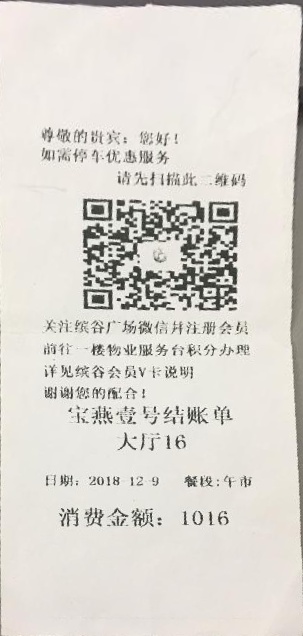 尊敬的贵宾：您好！
如需停车优惠服务
请先扫描此二维码
关注缤谷广场微信并注册会员
前往一楼物业服务台积分办理
详见缤谷会员V卡说明
谢谢您的配合！
宝燕壹号结账单
大厅16
日期：2018-12-9 餐段:午市
消费金额：1016